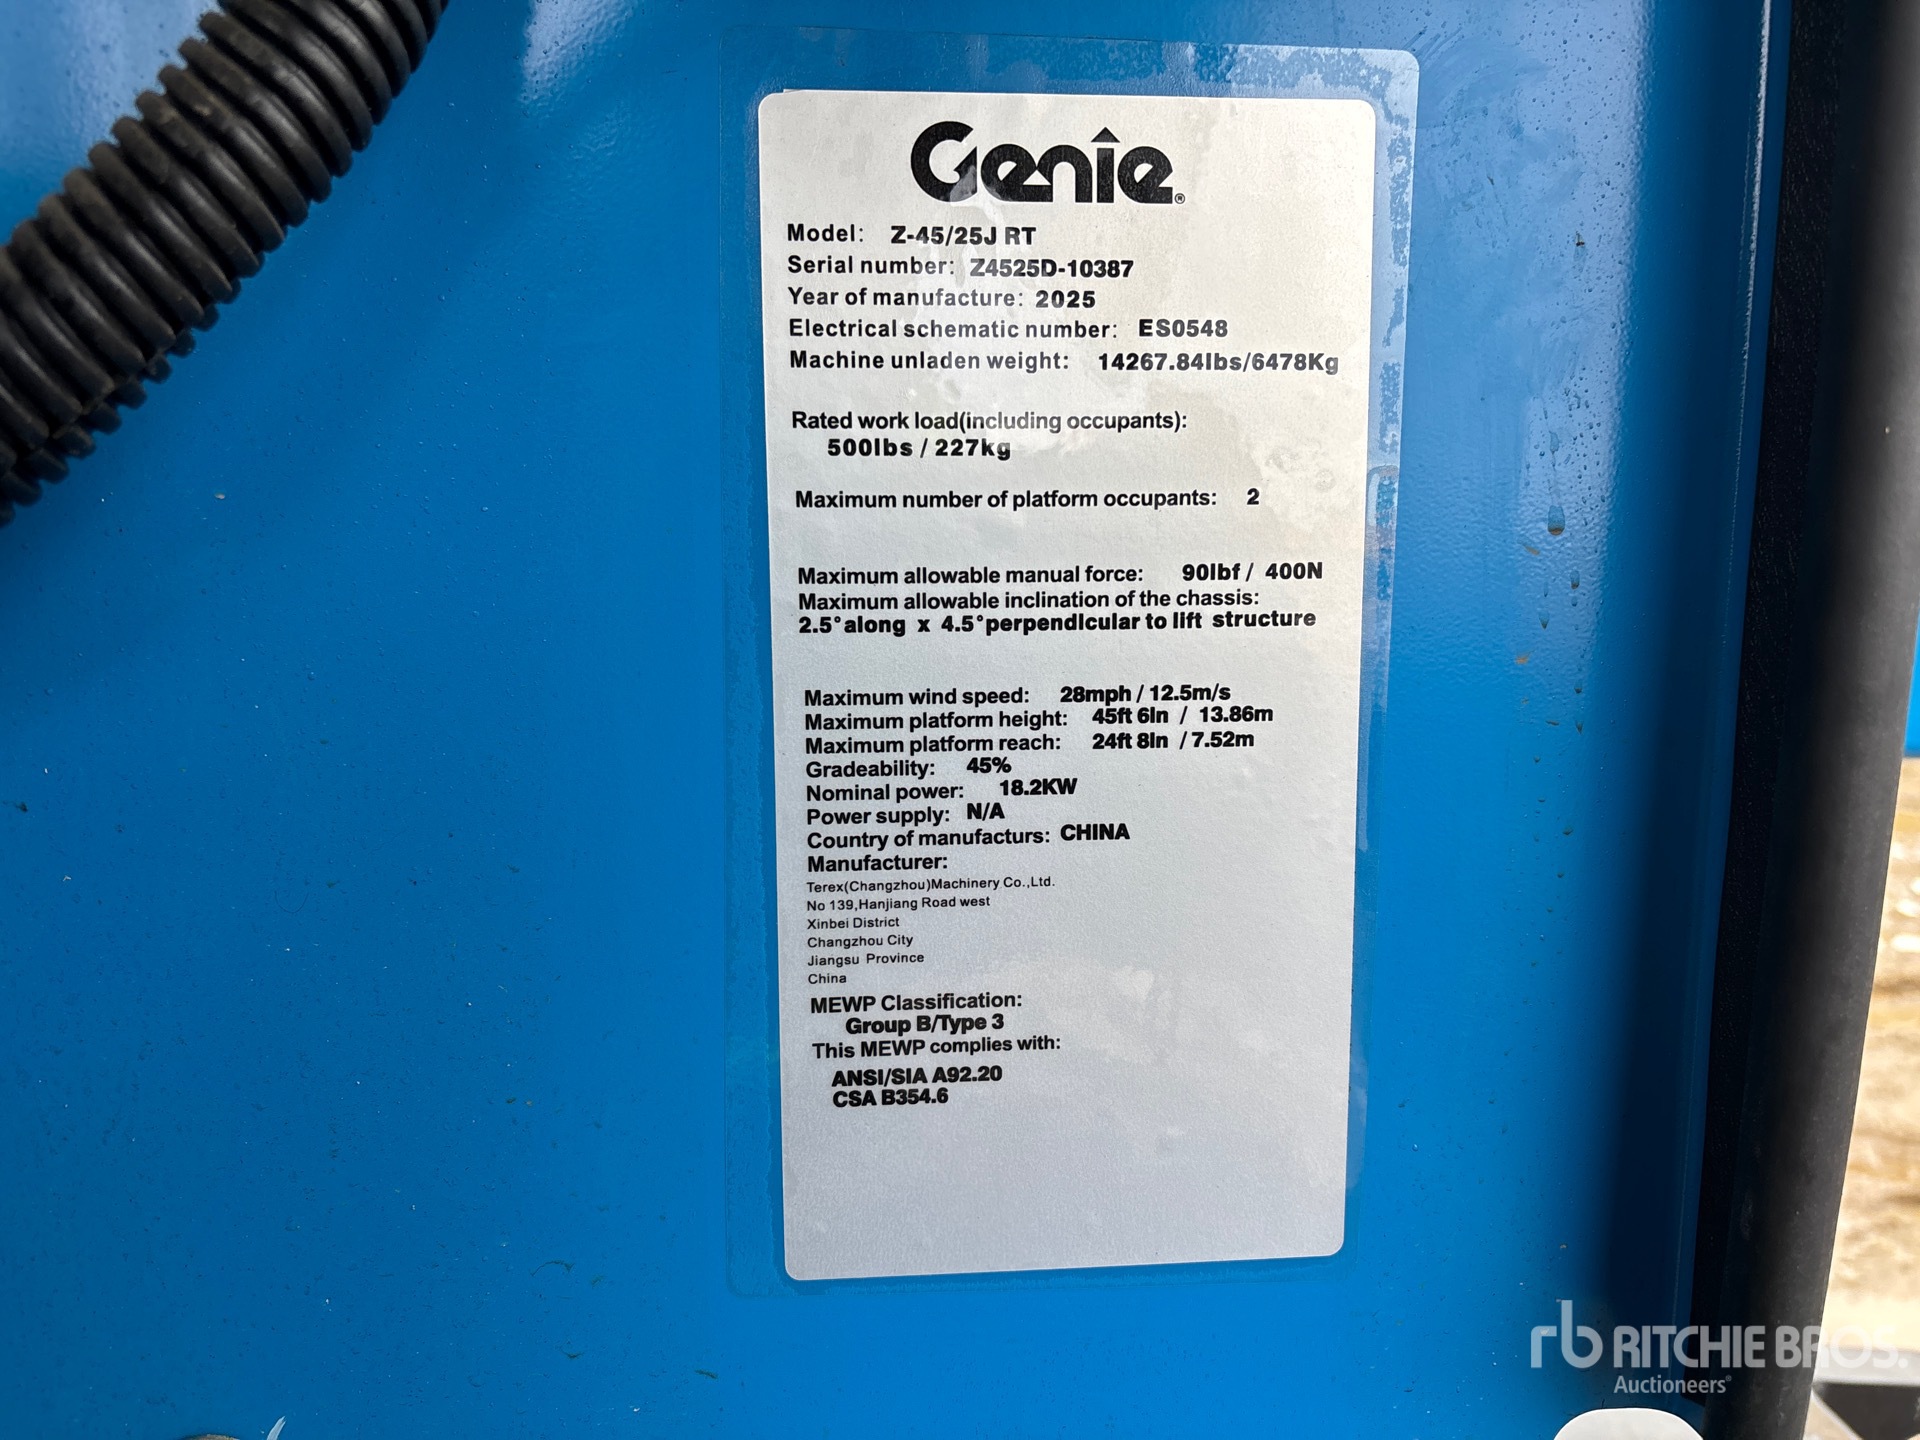 Genie®
Model: Z-45/25J RT
Serial number: Z4525D-10387
Year of manufacture: 2025
Electrical schematic number: ES0548
Machine unladen weight: 14267.84lbs/6478Kg
Rated work load(including occupants):
500lbs / 227kg
Maximum number of platform occupants: 2
Maximum allowable manual force: 90lbf / 400N
Maximum allowable inclination of the chassis:
2.5°along x 4.5°perpendicular to lift structure
Maximum wind speed: 28mph / 12.5m/s
Maximum platform height: 45ft 6in / 13.86m
Maximum platform reach: 24ft 8in / 7.52m
Gradeability: 45%
Nominal power: 18.2KW
Power supply: N/A
Country of manufacturs: CHINA
Manufacturer:
Terex(Changzhou)Machinery Co.,Ltd.
No 139,Hanjiang Road west
Xinbei District
Changzhou City
Jiangsu Province
China
MEWP Classification:
Group B/Type 3
This MEWP complies with:
ANSI/SIA A92.20
CSA B354.6
rb RITCHIE BROS.
Auctioneers®